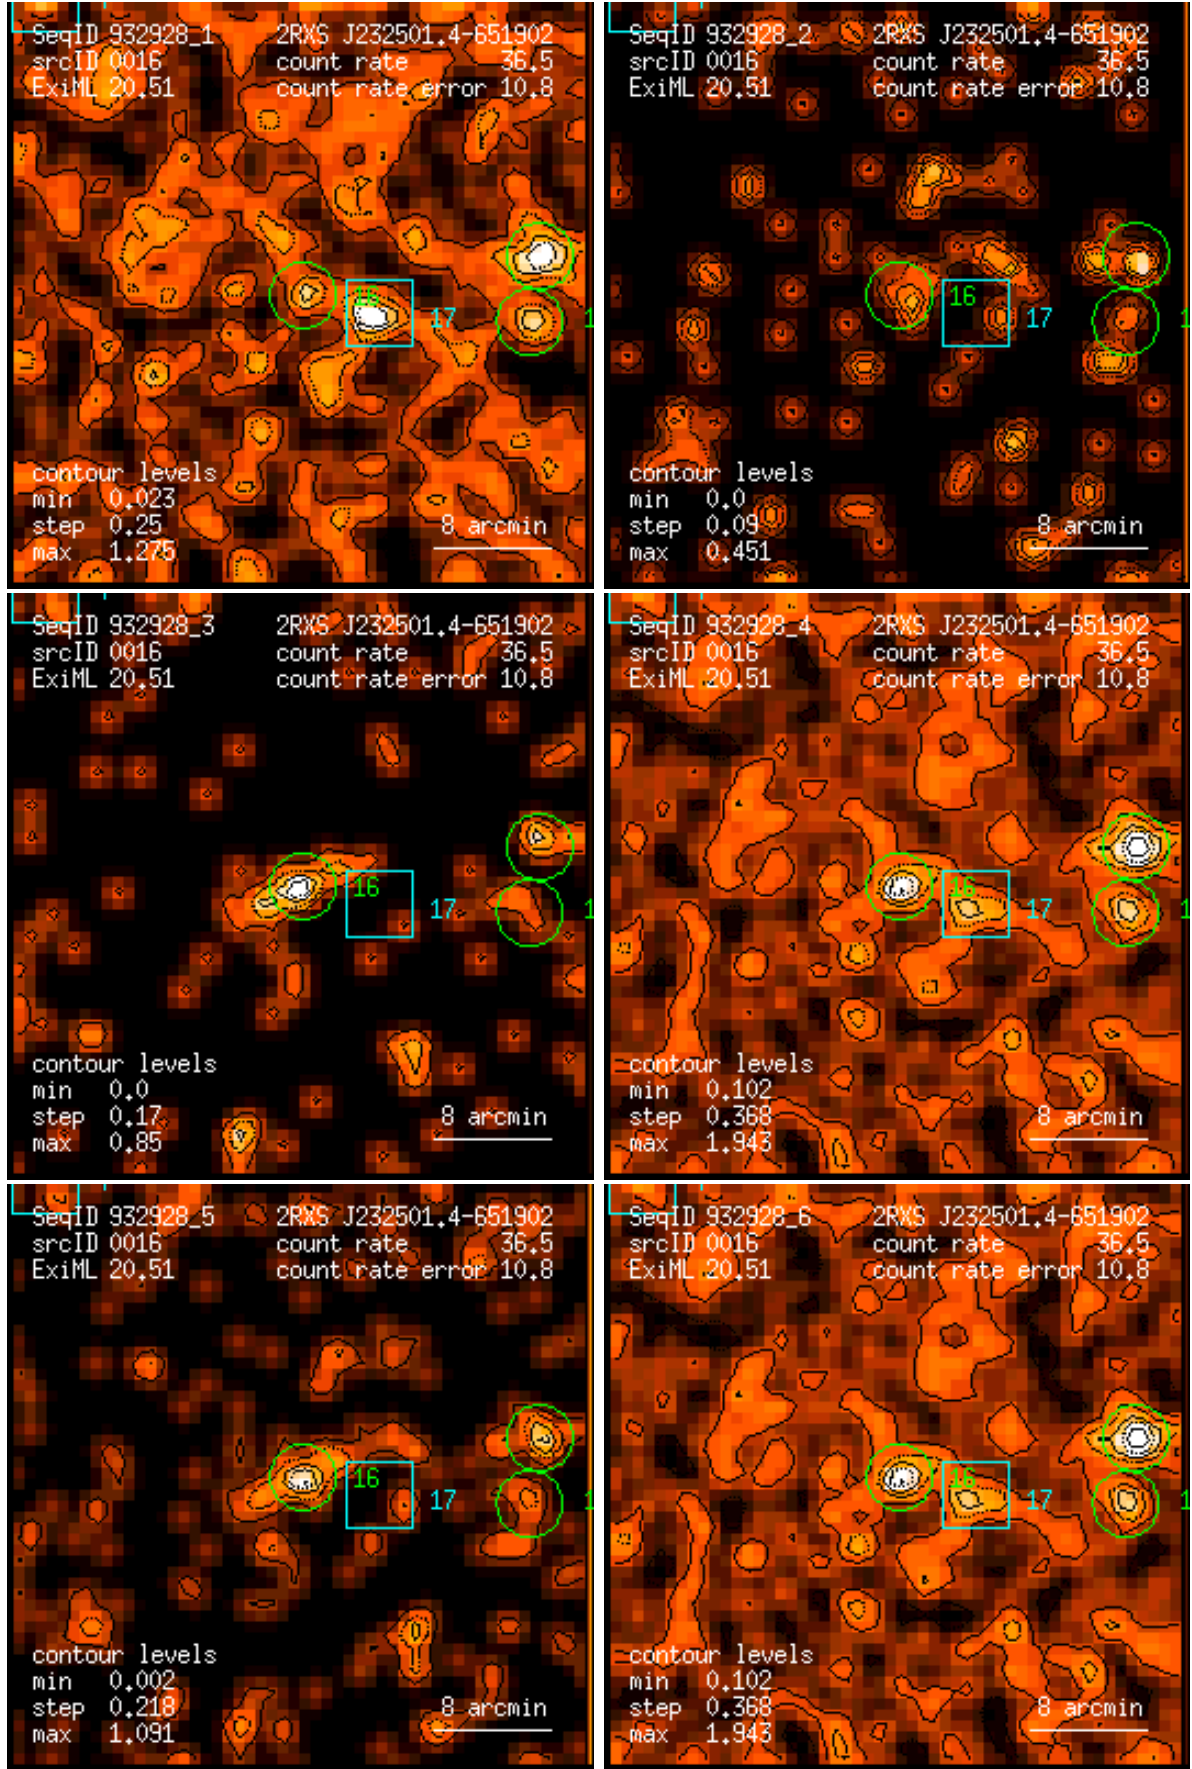 SeqID 932928_1 2RXS J232501.4-651902
srcID 0016 count rate 36.5
ExiML 20.51 count rate error 10.8
16
17
1
contour levels
min 0.023
step 0.25 8 arcmin
max 1.275
SeqID 932928_2 2RXS J232501.4-651902
srcID 0016 count rate 36.5
ExiML 20.51 count rate error 10.8
16
17
1
contour levels
min 0.0
step 0.09 8 arcmin
max 0.451
SeqID 932928_3 2RXS J232501.4-651902
srcID 0016 count rate 36.5
ExiML 20.51 count rate error 10.8
16
17
1
contour levels
min 0.0
step 0.17 8 arcmin
max 0.85
SeqID 932928_4 2RXS J232501.4-651902
srcID 0016 count rate 36.5
ExiML 20.51 count rate error 10.8
16
17
1
contour levels
min 0.102
step 0.368 8 arcmin
max 1.943
SeqID 932928_5 2RXS J232501.4-651902
srcID 0016 count rate 36.5
ExiML 20.51 count rate error 10.8
16
17
1
contour levels
min 0.002
step 0.218 8 arcmin
max 1.091
SeqID 932928_6 2RXS J232501.4-651902
srcID 0016 count rate 36.5
ExiML 20.51 count rate error 10.8
16
17
1
contour levels
min 0.102
step 0.368 8 arcmin
max 1.943